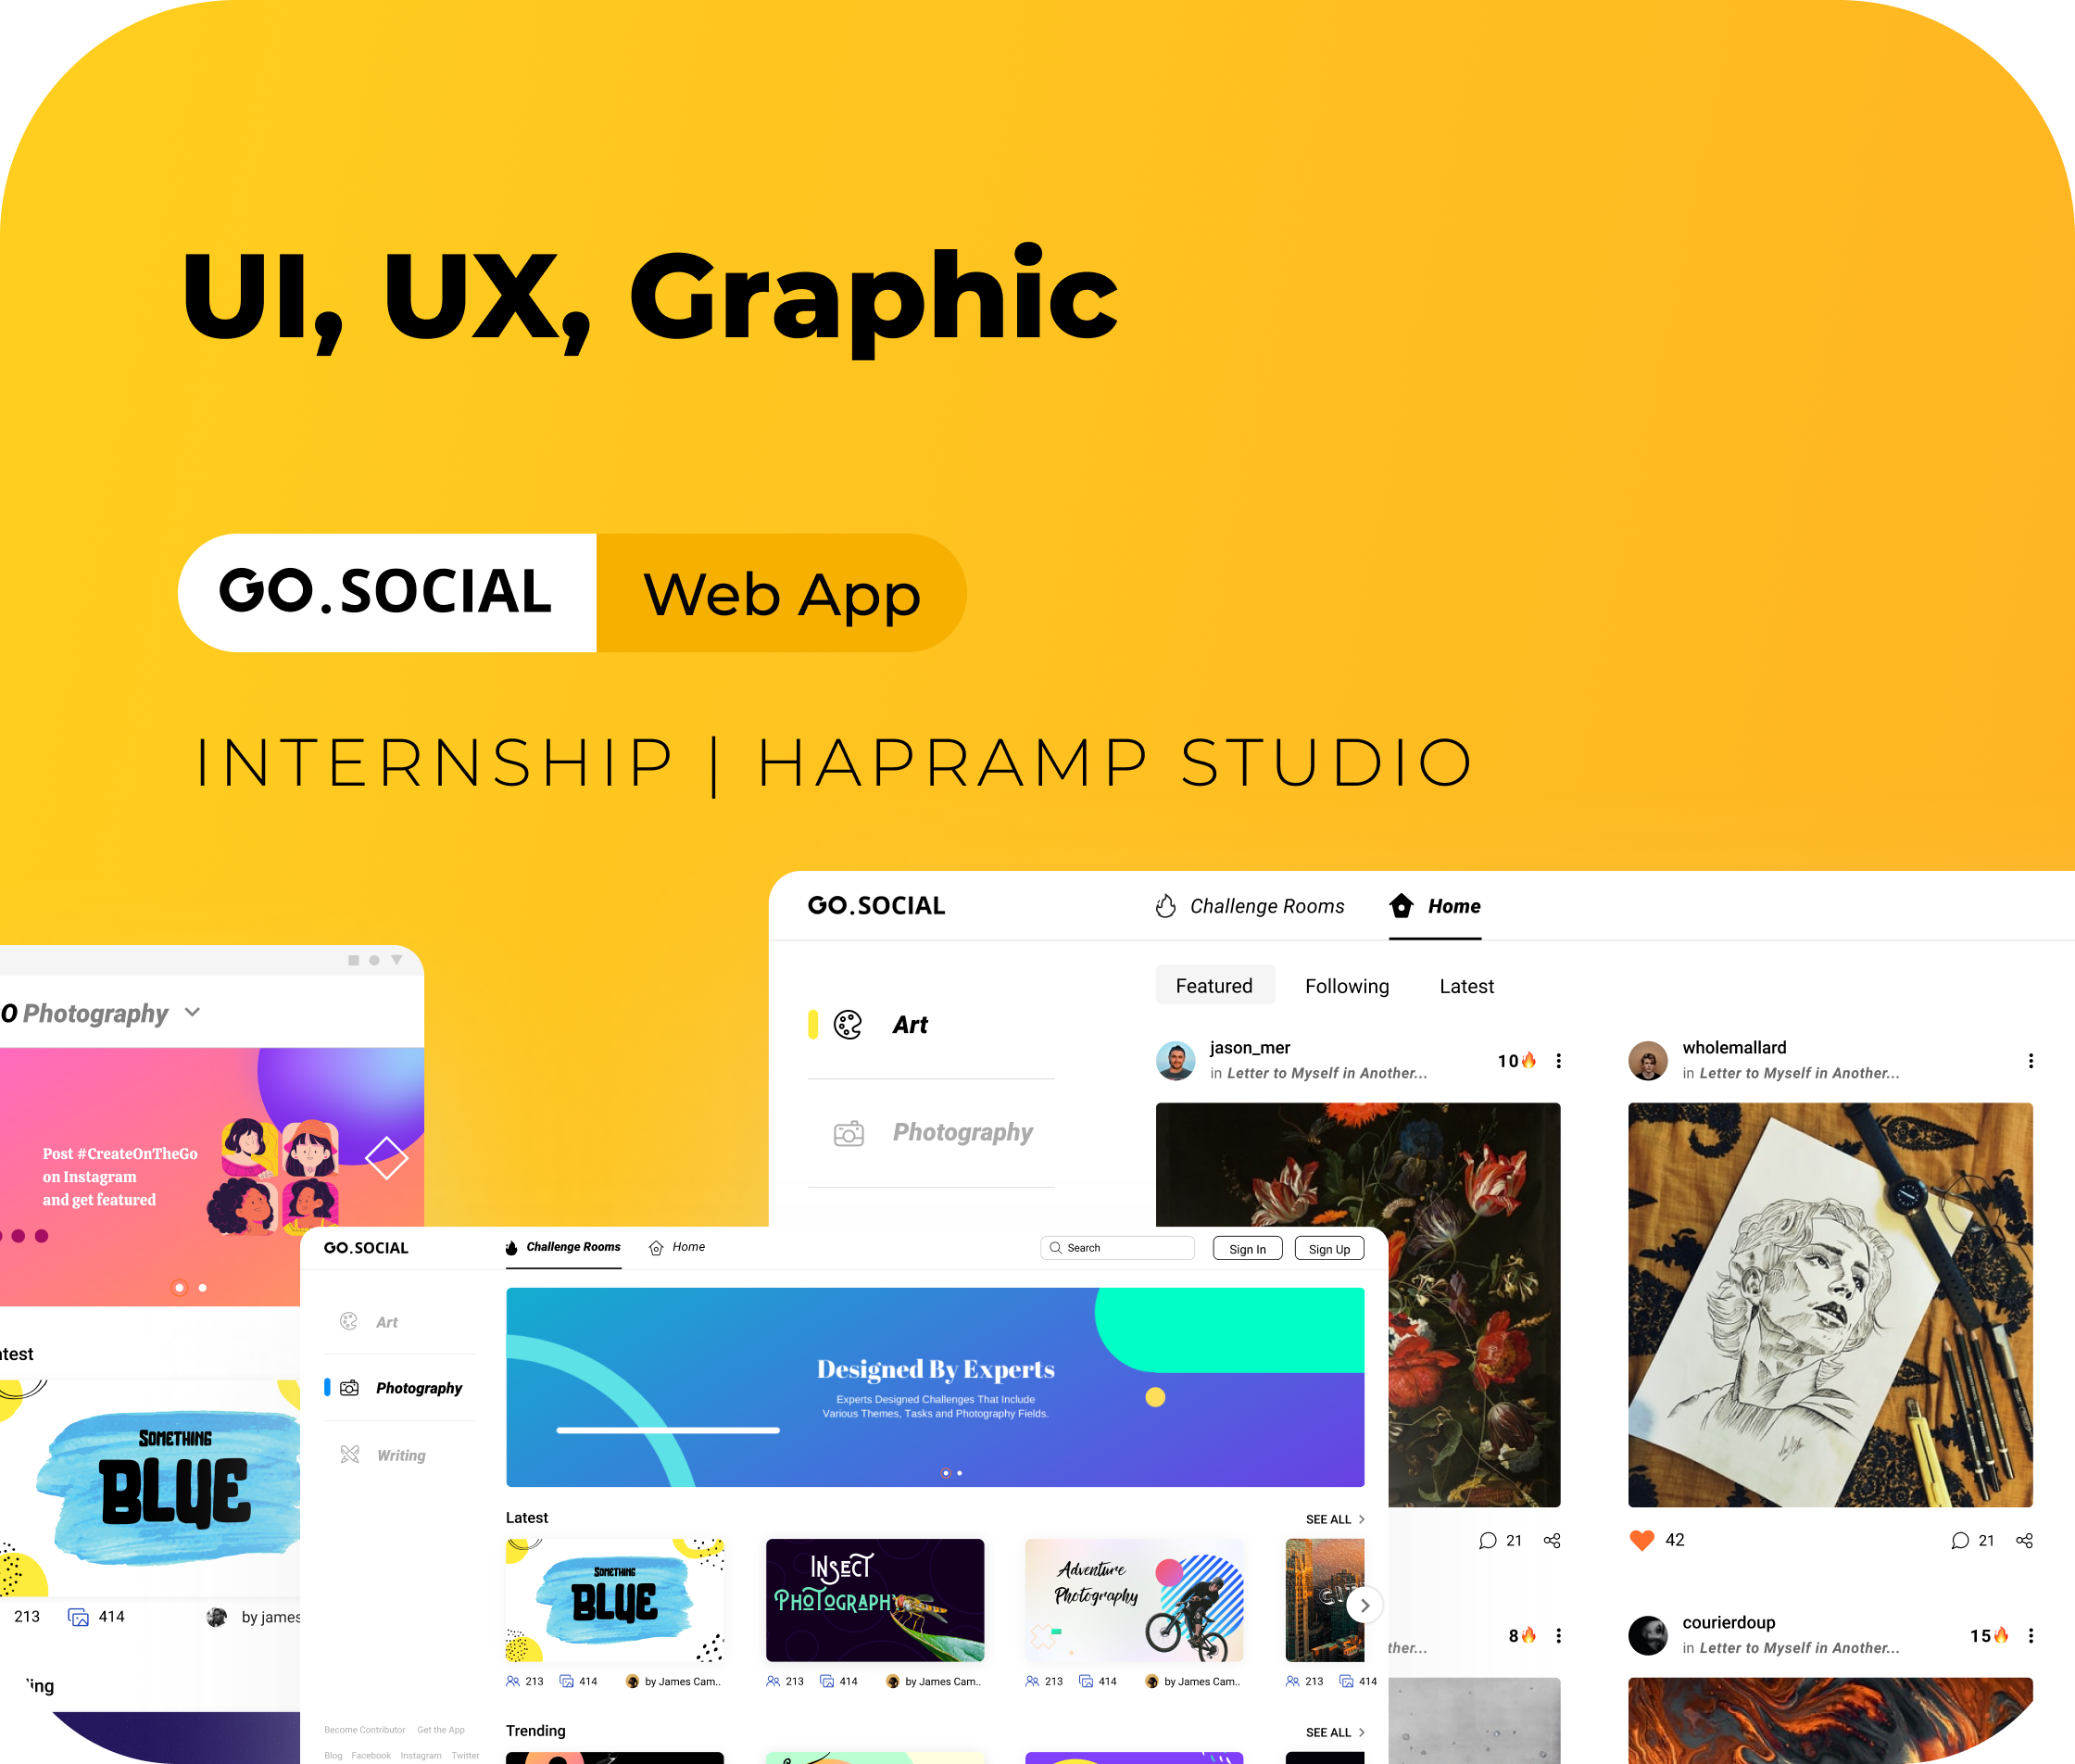 UI, UX, Graphic
GO.SOCIAL Web App
INTERNSHIP | HAPRAMP STUDIO
GO.SOCIAL
Challenge Rooms
Home
Featured
Following
Latest
Art
Photography
jason_mer
in Letter to Myself in Another...
10
wholemallard
in Letter to Myself in Another...
21
42
21
8
courierdoup
in Letter to Myself in Another...
15
O Photography
Post #CreateOnTheGo
on Instagram
and get featured
SOMETHING
BLUE
213
414
by james
GO.SOCIAL
Challenge Rooms
Home
Search
Sign In
Sign Up
Art
Photography
Writing
Designed By Experts
Experts Designed Challenges That Include
Various Themes, Tasks and Photography Fields.
Latest
SEE ALL
SOMETHING
BLUE
INSECT
PHOTOGRAPHY
Adventure
Photography
213
414
by James Cam..
213
414
by James Cam..
213
414
by James Cam..
213
414
Trending
SEE ALL
Become Contributor
Get the App
Blog
Facebook
Instagram
Twitter